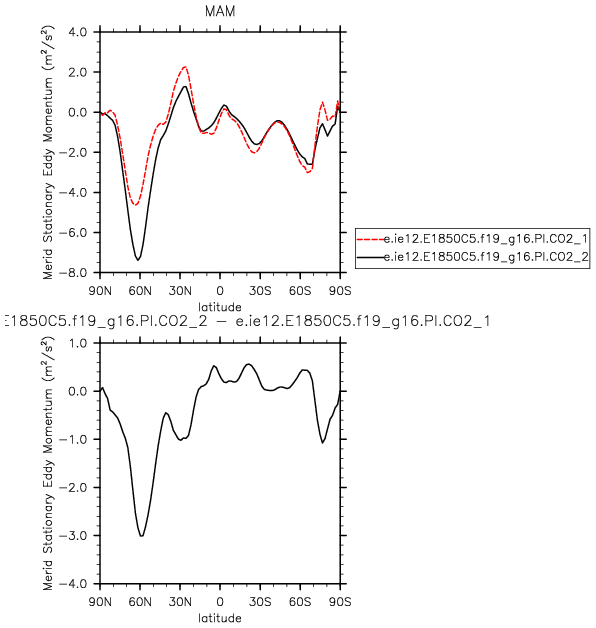 MAM
Merid Stationary Eddy Momentum (m²/s²)
4.0
2.0
0.0
−2.0
−4.0
−6.0
−8.0
90N 60N 30N 0 30S 60S 90S
latitude
e.ie12.E1850C5.f19_g16.PI.CO2_1
e.ie12.E1850C5.f19_g16.PI.CO2_2
E1850C5.f19_g16.PI.CO2_2 − e.ie12.E1850C5.f19_g16.PI.CO2_1
Merid Stationary Eddy Momentum (m²/s²)
1.0
0.0
−1.0
−2.0
−3.0
−4.0
90N 60N 30N 0 30S 60S 90S
latitude